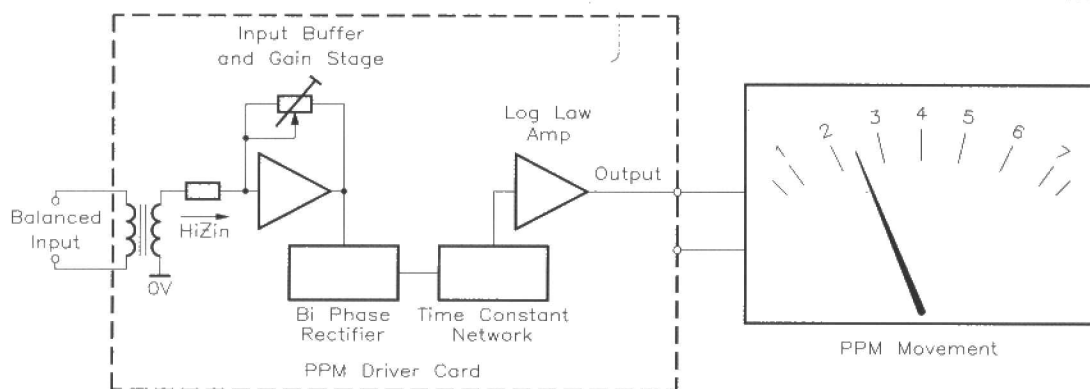 Input Buffer
and Gain Stage
Log Law
Amp
Output
1 2 3 4 5 6 7
Balanced
Input
HiZin
0V
Bi Phase
Rectifier
Time Constant
Network
PPM Driver Card
PPM Movement